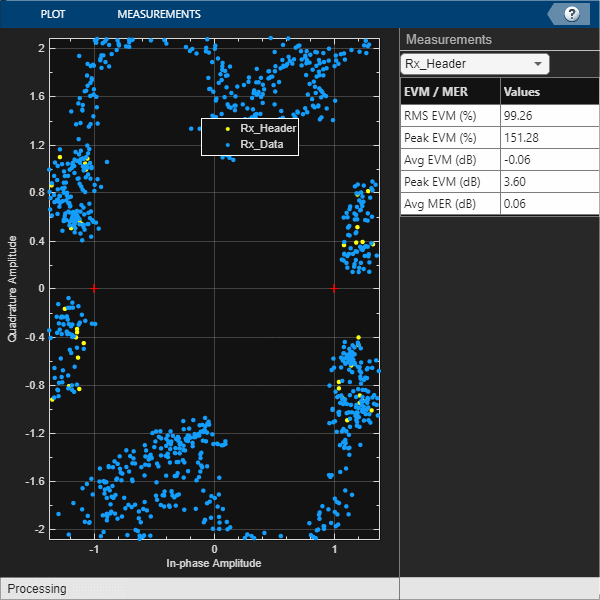 PLOT MEASUREMENTS ?
Measurements
Rx_Header
EVM / MER Values
RMS EVM (%) 99.26
Peak EVM (%) 151.28
Avg EVM (dB) -0.06
Peak EVM (dB) 3.60
Avg MER (dB) 0.06
Rx_Header
Rx_Data
Quadrature Amplitude
2
1.6
1.2
0.8
0.4
0
-0.4
-0.8
-1.2
-1.6
-2
-1 0 1
In-phase Amplitude
Processing